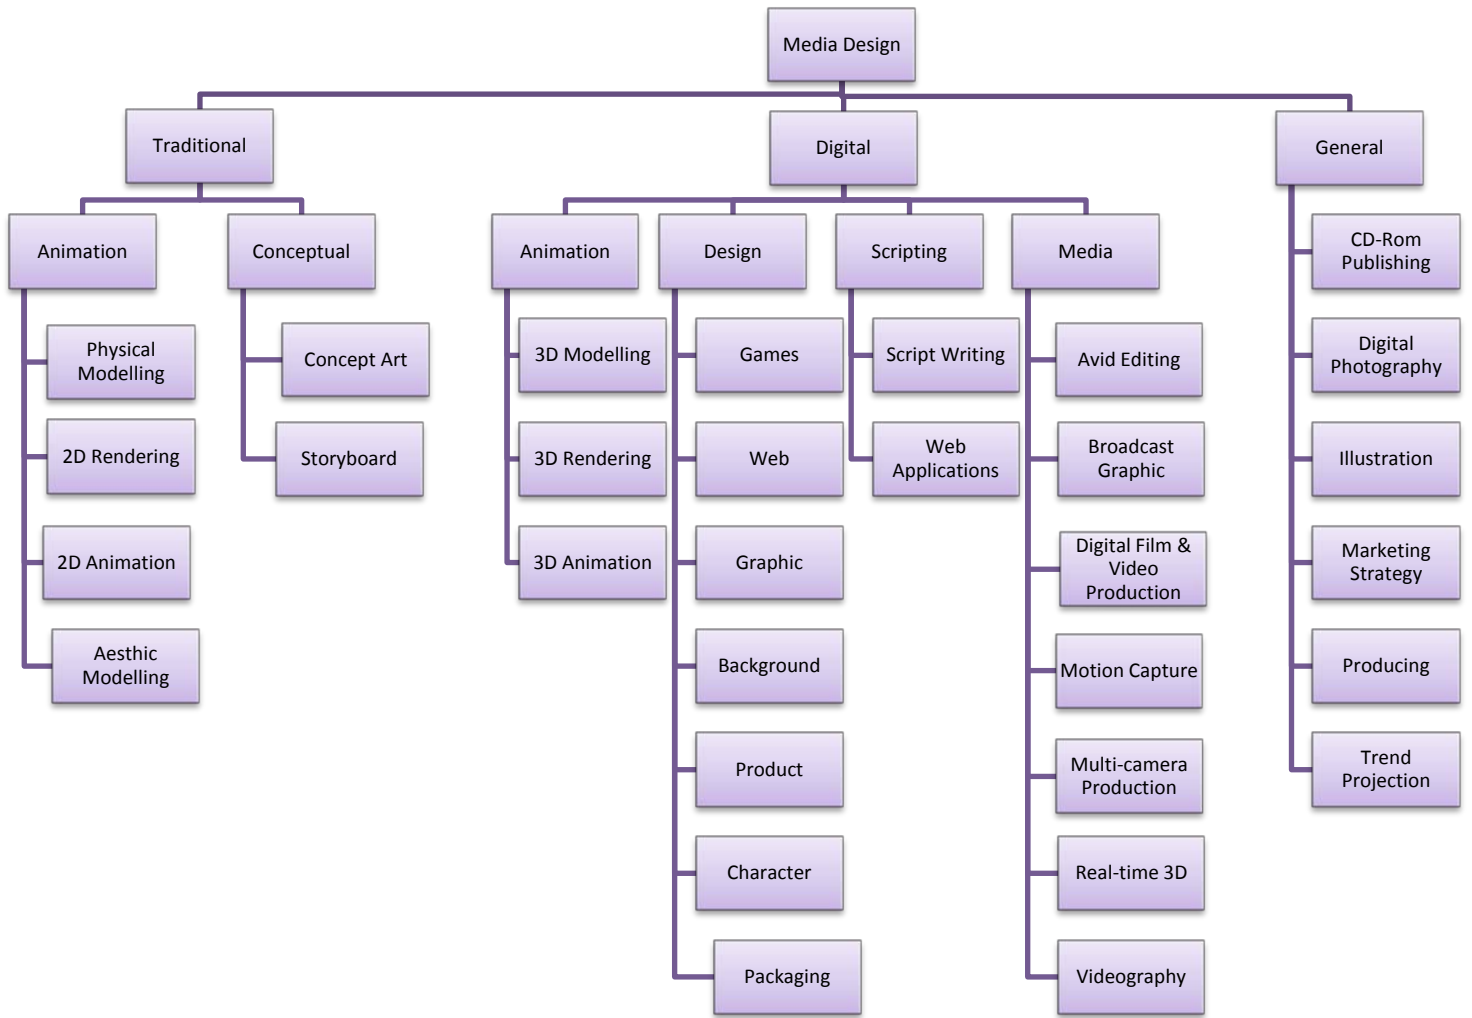 Media Design
Traditional
Digital
General
Animation
Conceptual
Animation
Design
Scripting
Media
Physical
Modelling
2D Rendering
2D Animation
Aesthic
Modelling
Concept Art
Storyboard
3D Modelling
3D Rendering
3D Animation
Games
Web
Graphic
Background
Product
Character
Packaging
Script Writing
Web
Applications
Avid Editing
Broadcast
Graphic
Digital Film &
Video
Production
Motion Capture
Multi-camera
Production
Real-time 3D
Videography
CD-Rom
Publishing
Digital
Photography
Illustration
Marketing
Strategy
Producing
Trend
Projection